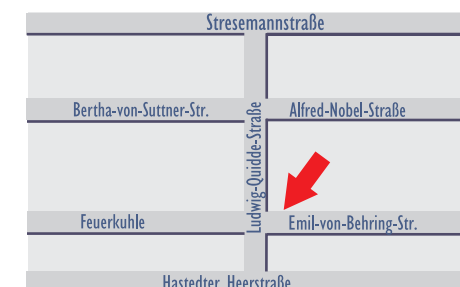 Stresemannstraße
Bertha-von-Suttner-Str.
Alfred-Nobel-Straße
Ludwig-Quidde-Straße
Feuerkuhle
Emil-von-Behring-Str.
Hastedter Heerstraße